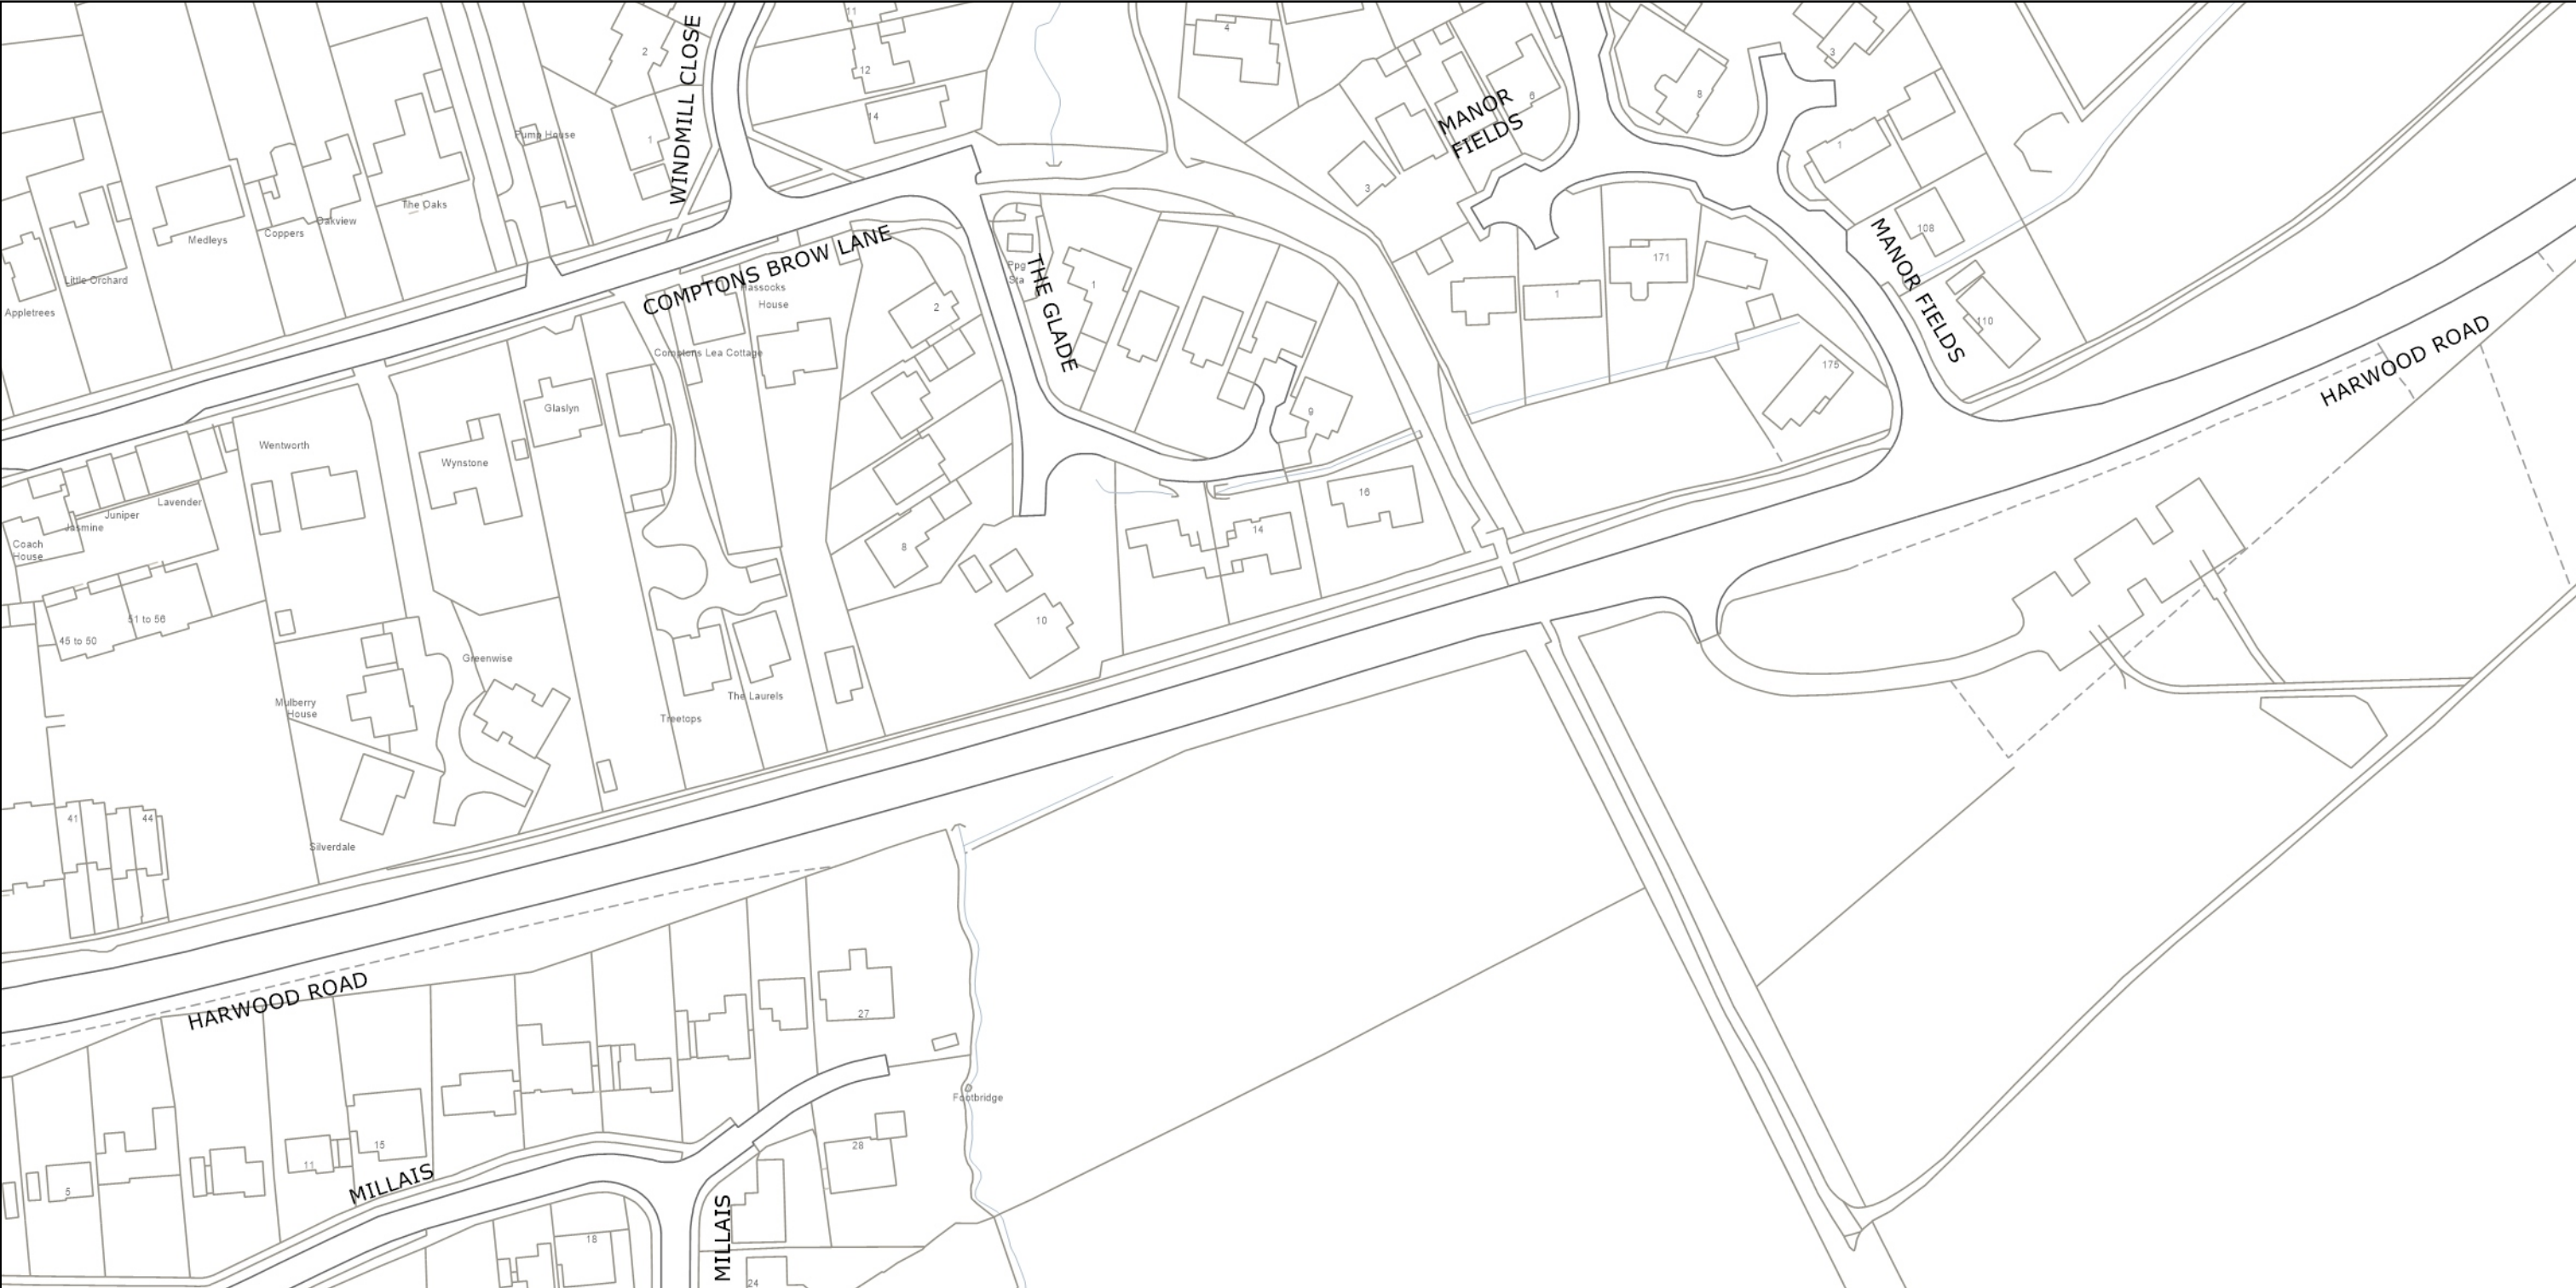 WINDMILL CLOSE
2
1
11
12
14
4
MANOR
FIELDS
6
3
8
3
1
Pump House
The Oaks
Oakview
Coppers
Medleys
Little Orchard
Appletrees
COMPTONS BROW LANE
Hassocks
House
Comptons Lea Cottage
2
Ppg
Sta
THE GLADE
1
9
171
1
175
108
110
MANOR FIELDS
HARWOOD ROAD
Glaslyn
Wentworth
Wynstone
Lavender
Juniper
Jasmine
Coach
House
16
14
8
10
51 to 56
45 to 50
Greenwise
Mulberry
House
The Laurels
Treetops
Silverdale
41
44
HARWOOD ROAD
27
Footbridge
28
15
11
5
MILLAIS
MILLAIS
18
24